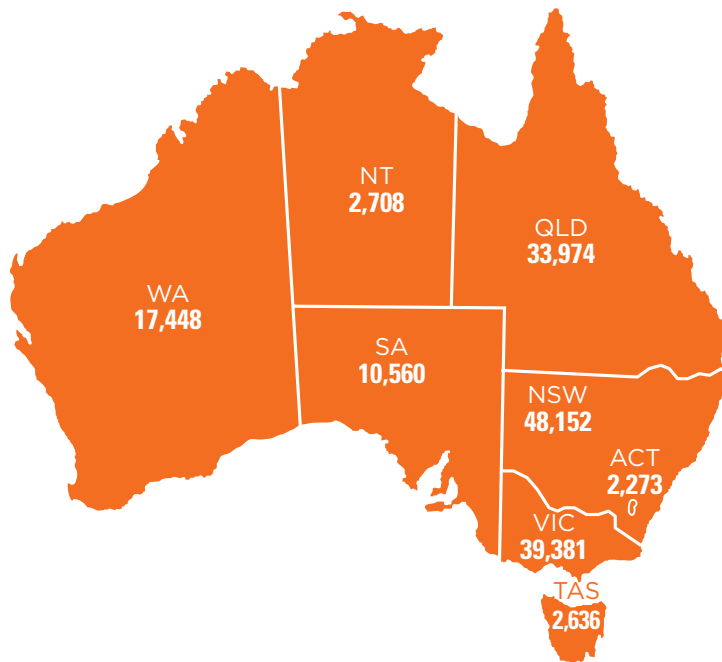 NT
2,708
QLD
33,974
WA
17,448
SA
10,560
NSW
48,152
ACT
2,273
VIC
39,381
TAS
2,636